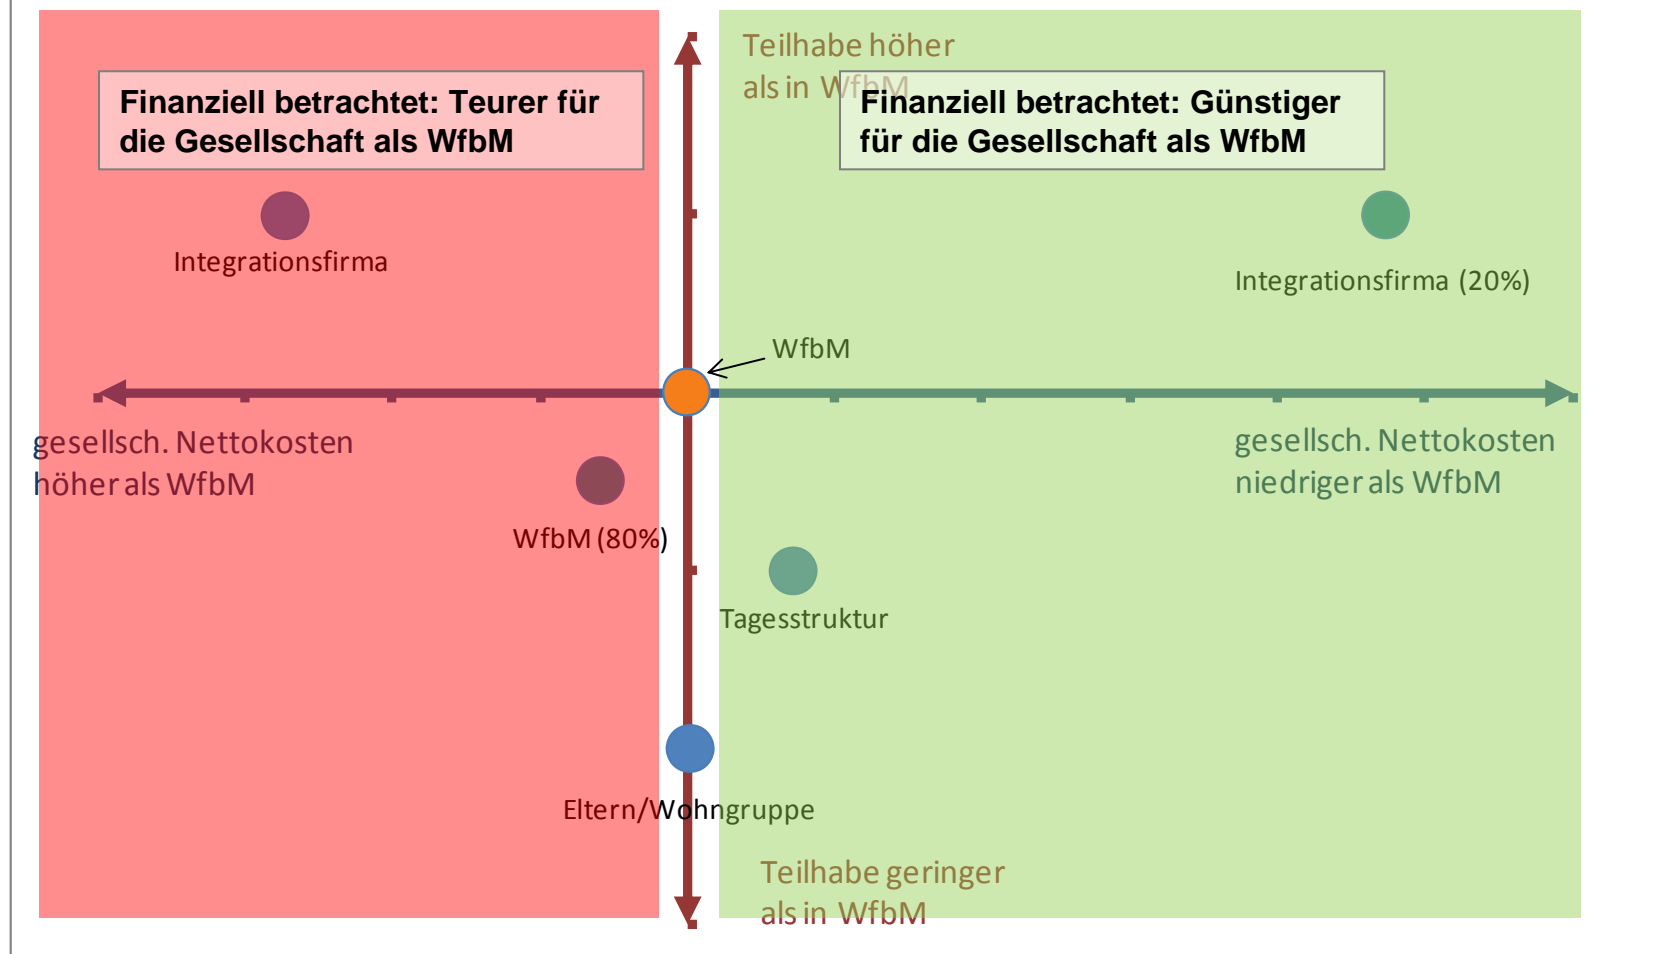 Teilhabe höher
als in WfbM
Finanziell betrachtet: Teurer für
die Gesellschaft als WfbM
Finanziell betrachtet: Günstiger
für die Gesellschaft als WfbM
Integrationsfirma
Integrationsfirma (20%)
WfbM
gesellsch. Nettokosten
höher als WfbM
gesellsch. Nettokosten
niedriger als WfbM
WfbM (80%)
Tagesstruktur
Eltern/Wohngruppe
Teilhabe geringer
als in WfbM